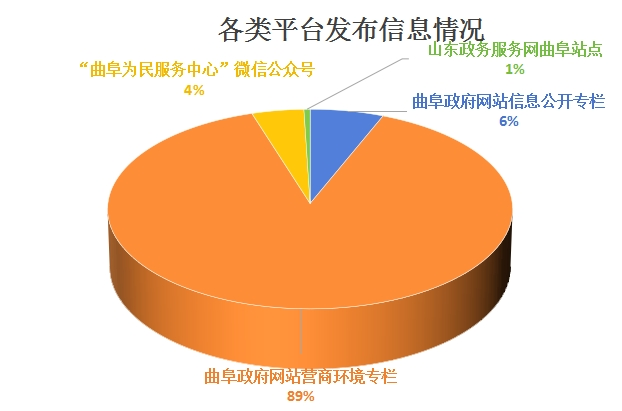 各类平台发布信息情况
山东政务服务网曲阜站点
1%
“曲阜为民服务中心”微信公众号
4%
曲阜政府网站信息公开专栏
6%
曲阜政府网站营商环境专栏
89%